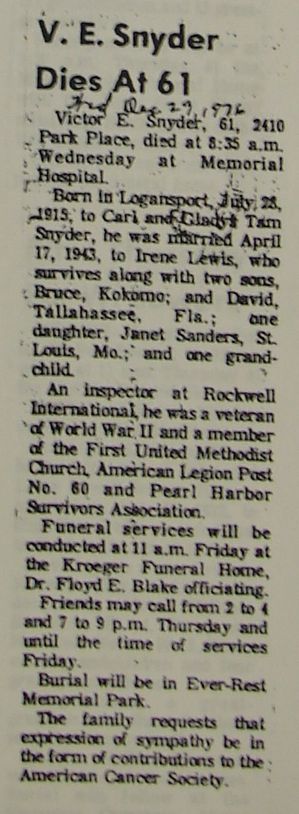 V. E. Snyder
Dies At 61
Wed Dec 29, 1976
Victor E. Snyder, 61, 2410
Park Place, died at 8:35 a.m.
Wednesday at Memorial
Hospital.
Born in Logansport, July 28,
1915, to Carl and Gladys Tam
Snyder, he was married April
17, 1943, to Irene Lewis, who
survives along with two sons,
Bruce, Kokomo; and David,
Tallahassee, Fla.; one
daughter, Janet Sanders, St.
Louis, Mo.; and one grand-
child.
An inspector at Rockwell
International, he was a veteran
of World War II and a member
of the First United Methodist
Church, American Legion Post
No. 60 and Pearl Harbor
Survivors Association.
Funeral services will be
conducted at 11 a.m. Friday at
the Kroeger Funeral Home,
Dr. Floyd E. Blake officiating.
Friends may call from 2 to 4
and 7 to 9 p.m. Thursday and
until the time of services
Friday.
Burial will be in Ever-Rest
Memorial Park.
The family requests that
expression of sympathy be in
the form of contributions to the
American Cancer Society.